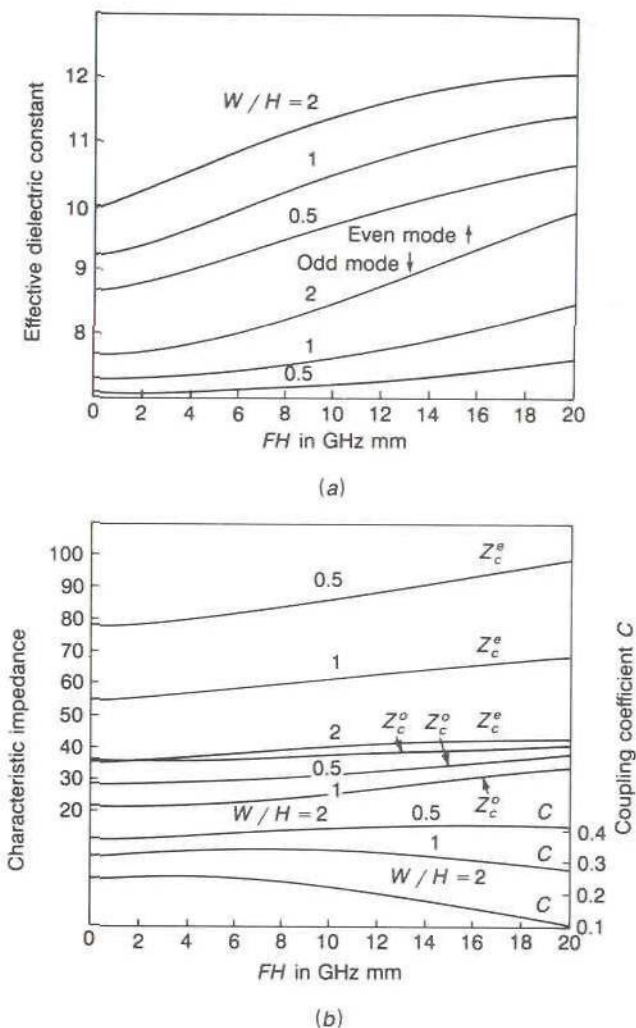 12
W / H = 2
11
1
10
0.5
Even mode ↑
9
Odd mode ↓
2
8
1
0.5
Effective dielectric constant
0 2 4 6 8 10 12 14 16 18 20
FH in GHz mm
(a)
100
Z_c^e
90
0.5
80
70
1
Z_c^e
60
50
2
Z_c^o Z_c^o Z_c^e
40
30
0.5
1
Z_c^o
20
W / H = 2
0.5
C
0.4
1
C
0.3
W / H = 2
0.2
C
0.1
Characteristic impedance
Coupling coefficient C
0 2 4 6 8 10 12 14 16 18 20
FH in GHz mm
(b)